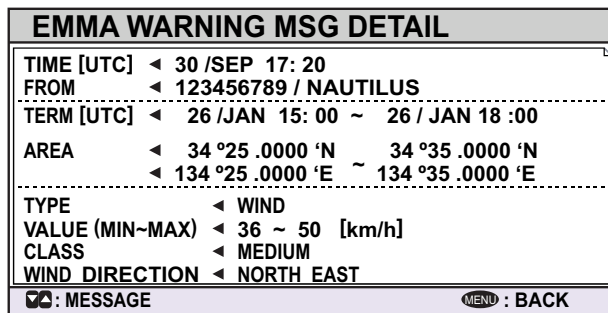 EMMA WARNING MSG DETAIL
TIME [UTC] ◄ 30 /SEP 17: 20
FROM ◄ 123456789 / NAUTILUS
TERM [UTC] ◄ 26 /JAN 15: 00 ~ 26 / JAN 18 :00
AREA ◄ 34 º25 .0000 ‘N ~ 34 º35 .0000 ‘N
◄ 134 º25 .0000 ‘E 134 º35 .0000 ‘E
TYPE ◄ WIND
VALUE (MIN~MAX) ◄ 36 ~ 50 [km/h]
CLASS ◄ MEDIUM
WIND DIRECTION ◄ NORTH EAST
: MESSAGE MENU : BACK